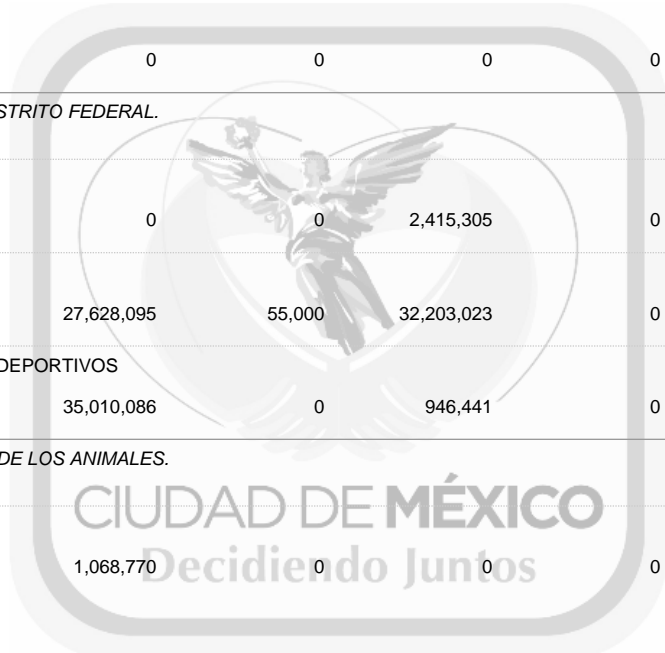 0 0 0 0
STRITO FEDERAL.
0 0 2,415,305 0
27,628,095 55,000 32,203,023 0
DEPORTIVOS
35,010,086 0 946,441 0
DE LOS ANIMALES.
CIUDAD DE MÉXICO
1,068,770 0 0 0
Decidiendo Juntos